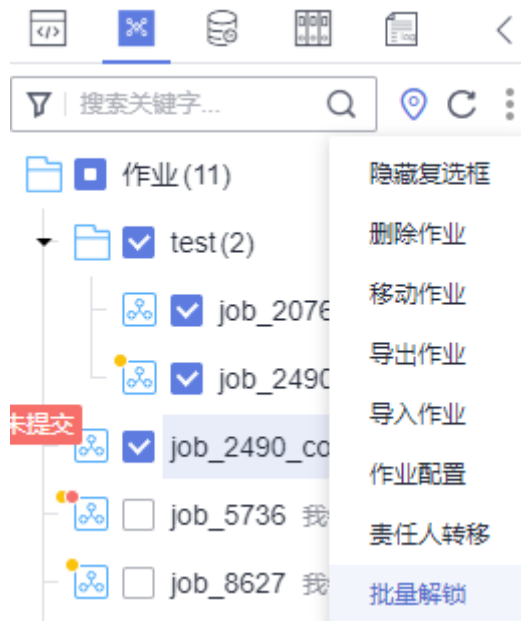 搜索关键字...
作业(11)
隐藏复选框
test(2)
删除作业
job_2076
移动作业
job_2490
导出作业
未提交
job_2490_co
导入作业
作业配置
job_5736 我
责任人转移
job_8627 我
批量解锁